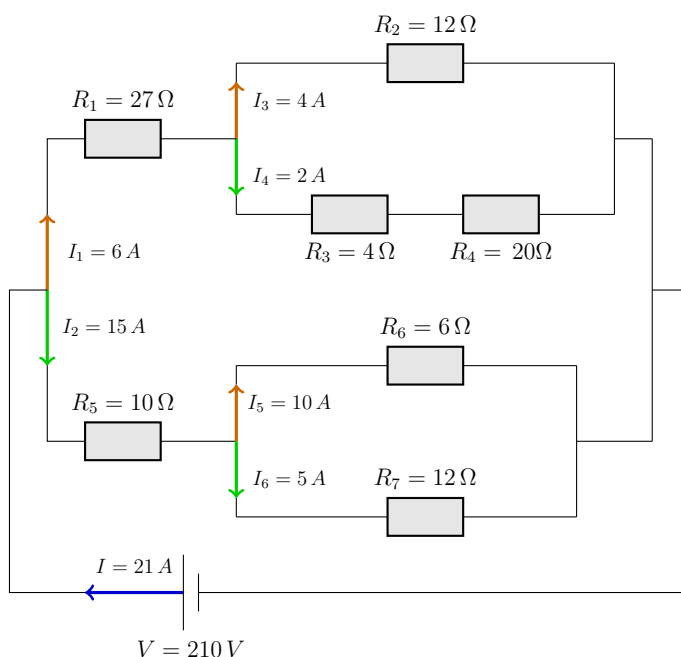 R₂ = 12 Ω
R₁ = 27 Ω
I₃ = 4 A
I₄ = 2 A
R₃ = 4 Ω
R₄ = 20Ω
I₁ = 6 A
I₂ = 15 A
R₆ = 6 Ω
R₅ = 10 Ω
I₅ = 10 A
I₆ = 5 A
R₇ = 12 Ω
I = 21 A
V = 210 V